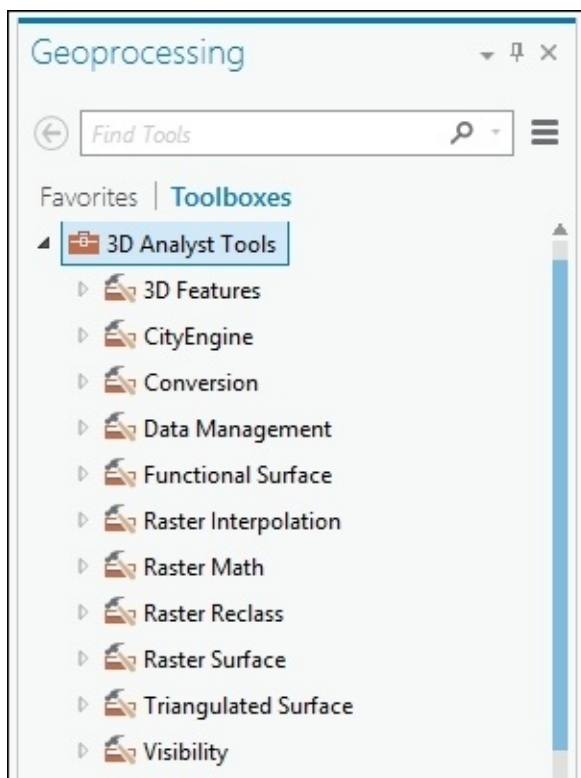 Geoprocessing
Find Tools
Favorites | Toolboxes
3D Analyst Tools
3D Features
CityEngine
Conversion
Data Management
Functional Surface
Raster Interpolation
Raster Math
Raster Reclass
Raster Surface
Triangulated Surface
Visibility